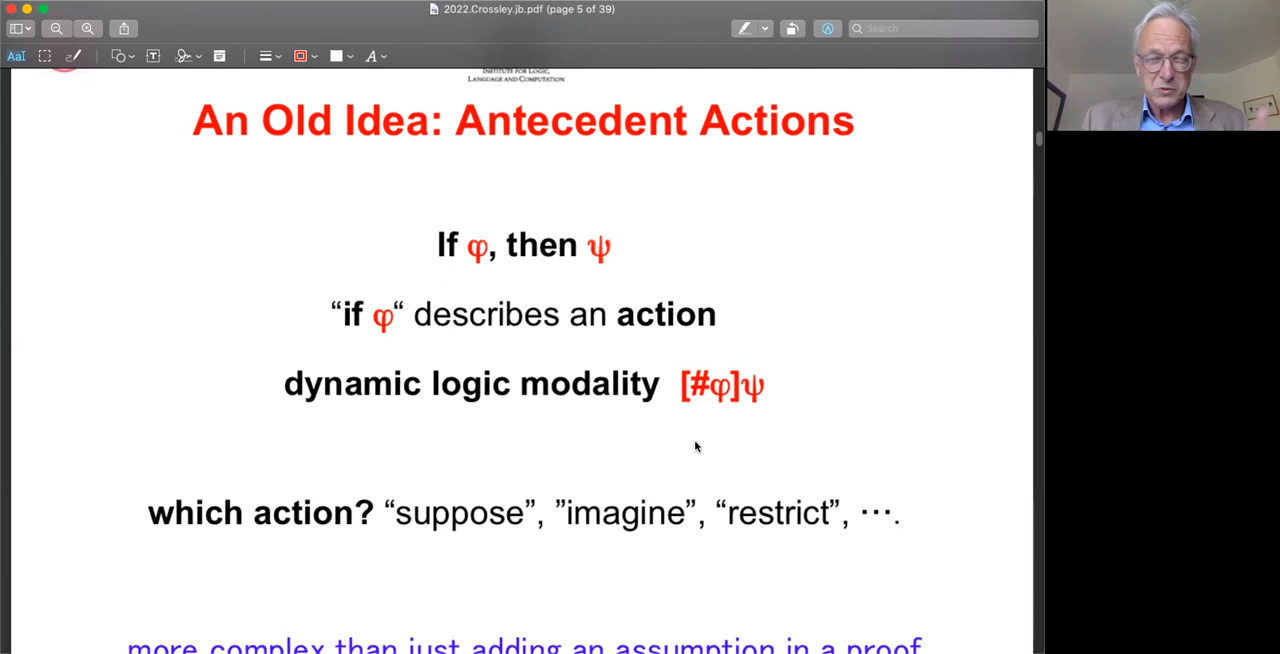 2022.Crossley.jb.pdf (page 5 of 39)
Search
AaI
A
INSTITUTE FOR LOGIC,
LANGUAGE AND COMPUTATION
An Old Idea: Antecedent Actions
If φ, then ψ
“if φ“ describes an action
dynamic logic modality [#φ]ψ
which action? “suppose”, ”imagine”, “restrict”, ⋯.
more complex than just adding an assumption in a proof